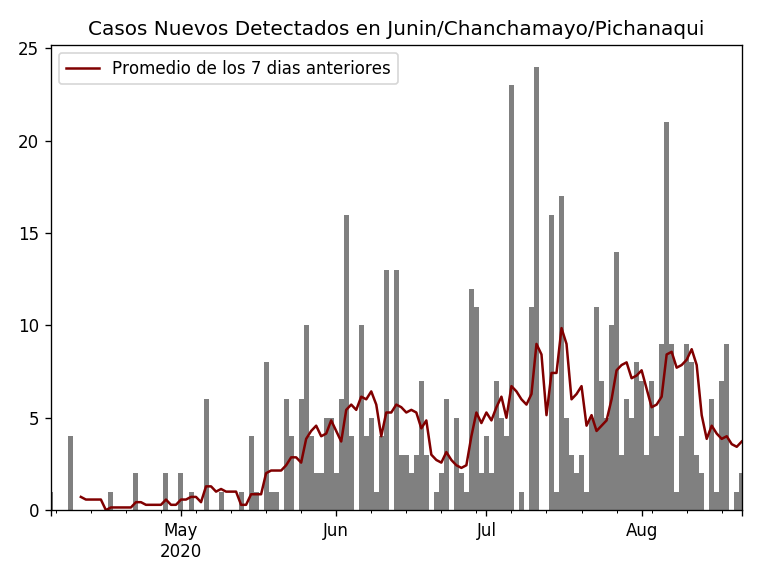 Casos Nuevos Detectados en Junin/Chanchamayo/Pichanaqui
Promedio de los 7 dias anteriores
25
20
15
10
5
0
May
2020
Jun
Jul
Aug